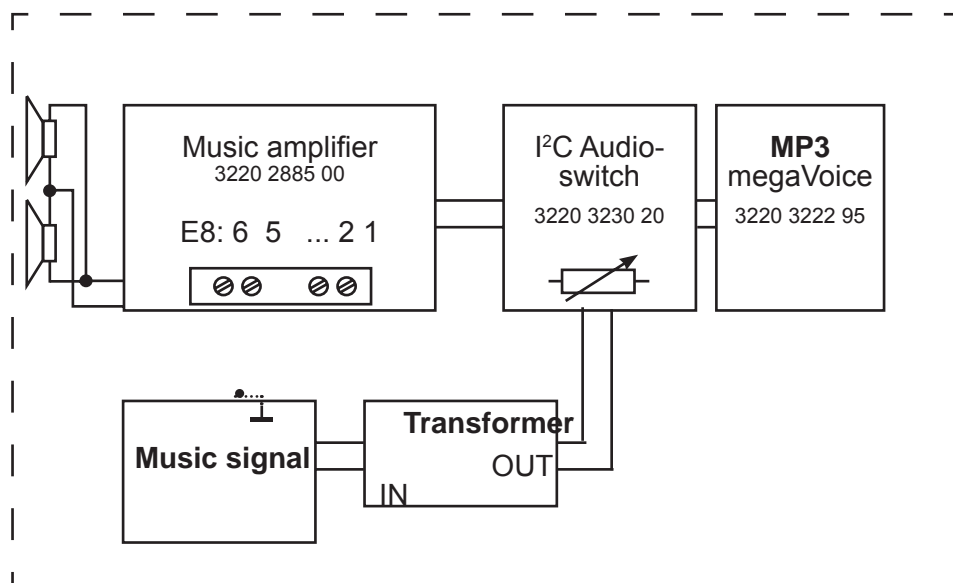 Music amplifier
3220 2885 00
E8: 6 5 ... 2 1
I²C Audio-
switch
3220 3230 20
MP3
megaVoice
3220 3222 95
Music signal
Transformer
OUT
IN